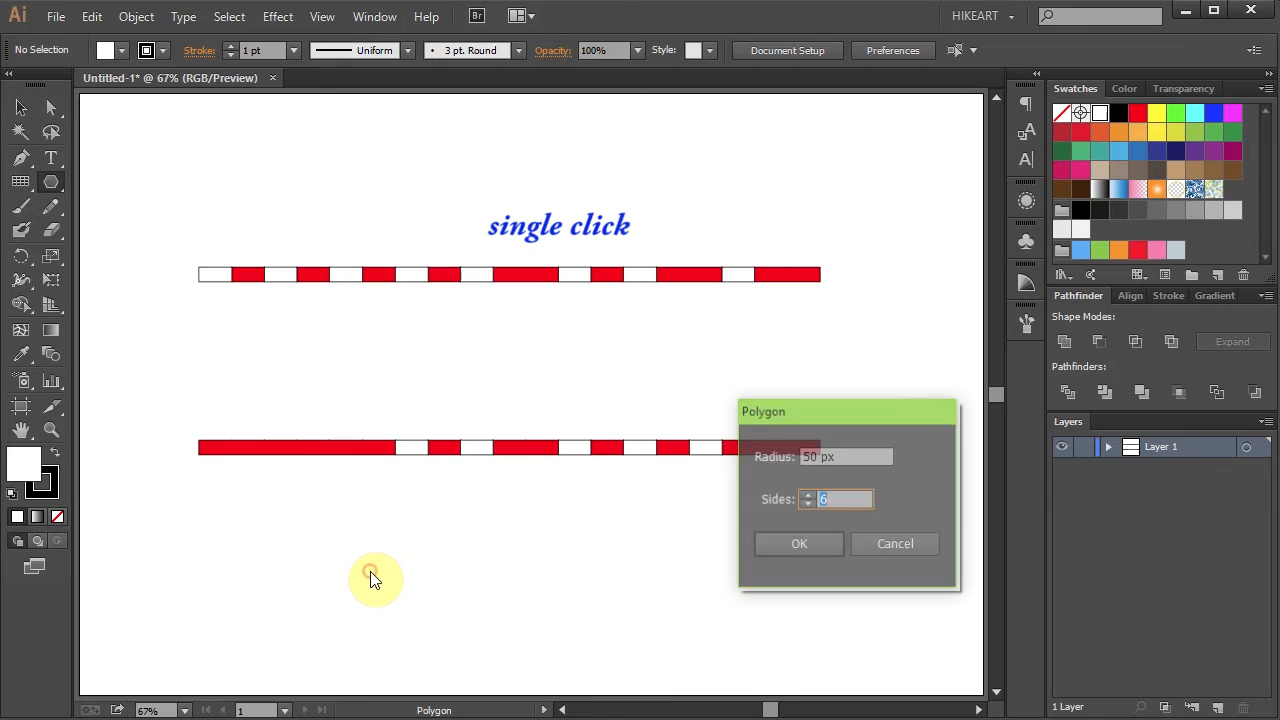 Ai File Edit Object Type Select Effect View Window Help Br HIKEART
No Selection Stroke: 1 pt Uniform 3 pt. Round Opacity: 100% Style: Document Setup Preferences
Untitled-1* @ 67% (RGB/Preview) ×
Swatches Color Transparency
single click
Pathfinder Align Stroke Gradient
Shape Modes:
Expand
Pathfinders:
Layers
Layer 1
Polygon
Radius: 50 px
Sides: 6
OK Cancel
67% 1 Polygon
1 Layer